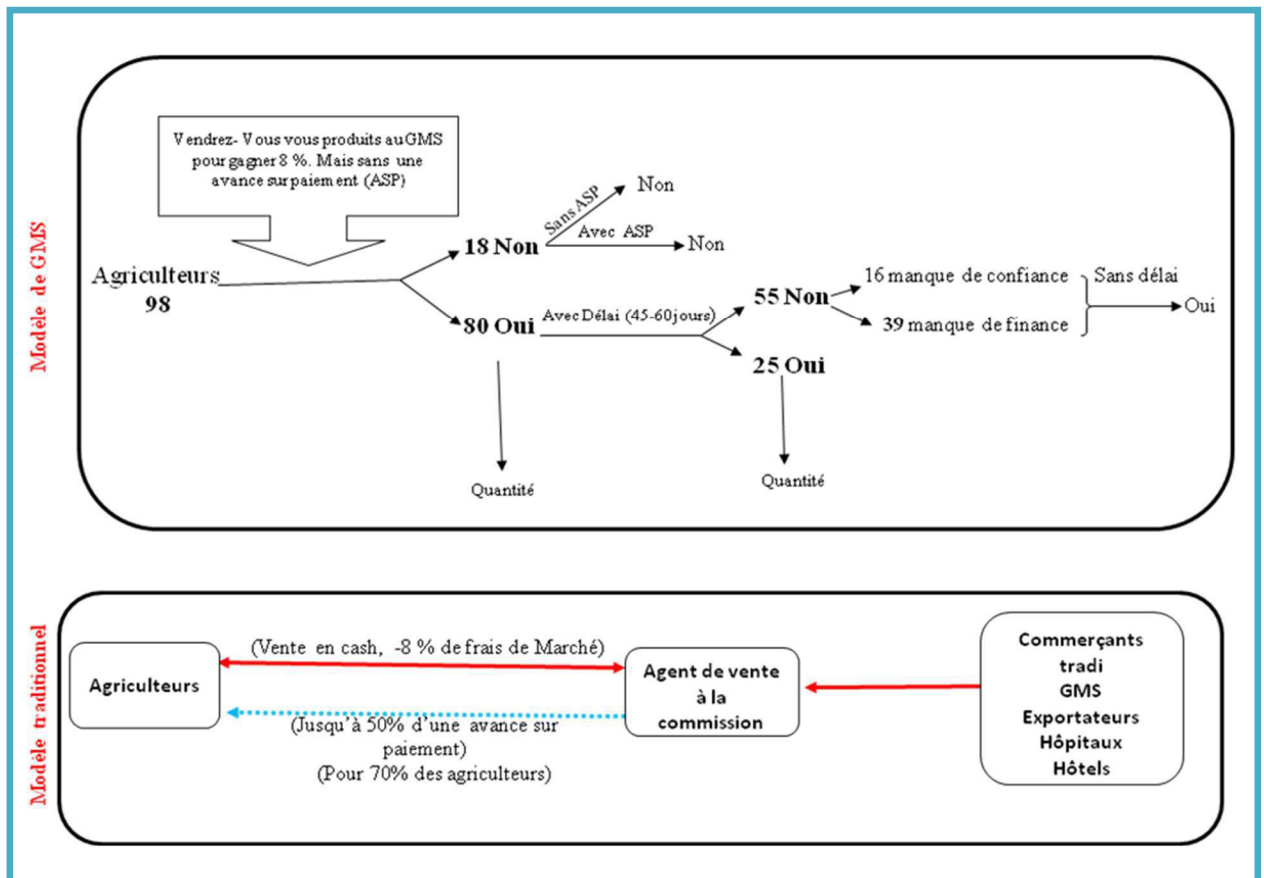 Modèle de GMS
Vendrez- Vous vous produits au GMS
pour gagner 8 %. Mais sans une
avance sur paiement (ASP)
Agriculteurs
98
18 Non
Sans ASP
Non
Avec ASP
Non
80 Oui
Avec Délai (45-60 jours)
55 Non
16 manque de confiance
39 manque de finance
Sans délai
Oui
25 Oui
Quantité
Quantité
Modèle traditionnel
Agriculteurs
(Vente en cash, -8 % de frais de Marché)
(Jusqu'à 50% d'une avance sur
paiement)
(Pour 70% des agriculteurs)
Agent de vente
à la
commission
Commerçants
tradi
GMS
Exportateurs
Hôpitaux
Hôtels